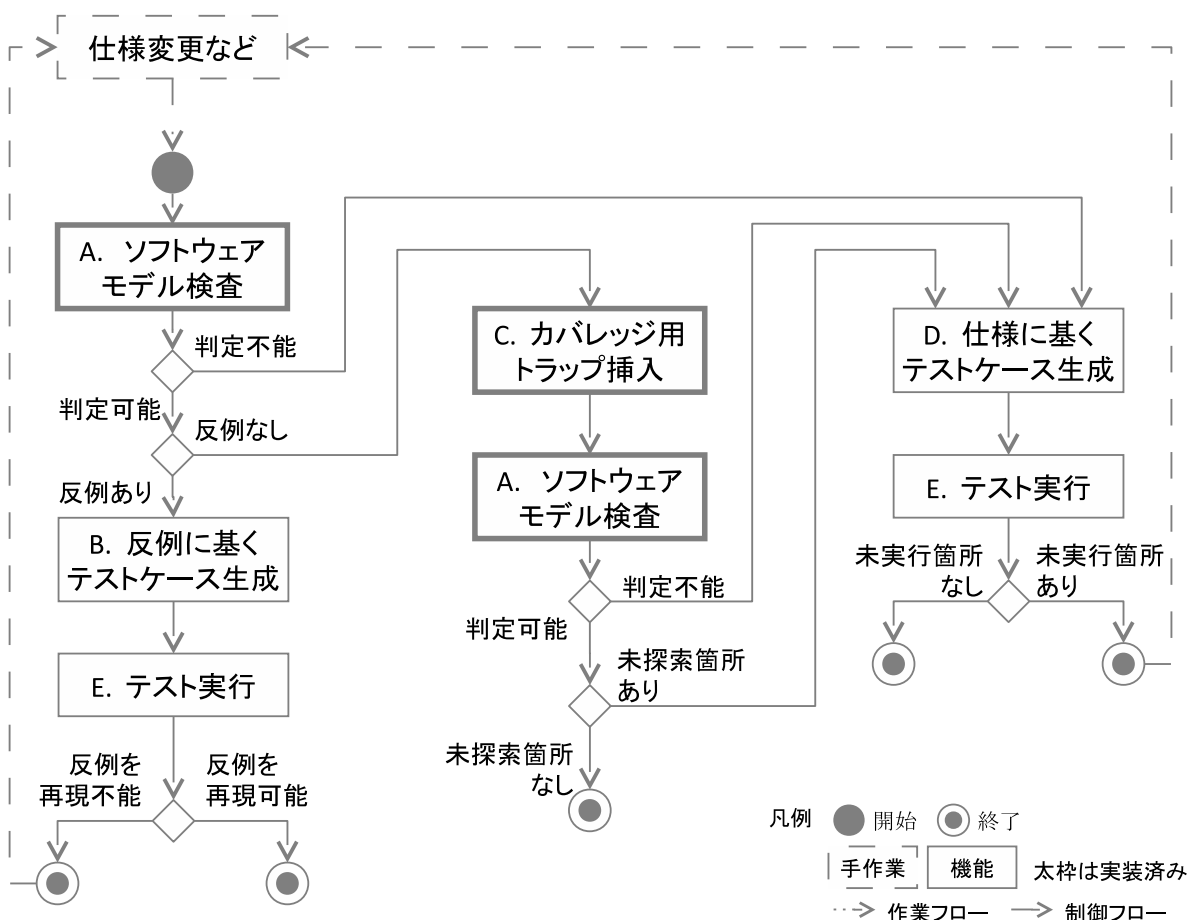 仕様変更など
A. ソフトウェア
モデル検査
判定不能
判定可能
反例なし
反例あり
B. 反例に基く
テストケース生成
E. テスト実行
反例を
再現不能
反例を
再現可能
C. カバレッジ用
トラップ挿入
A. ソフトウェア
モデル検査
判定不能
判定可能
未探索箇所
あり
未探索箇所
なし
D. 仕様に基く
テストケース生成
E. テスト実行
未実行箇所
なし
未実行箇所
あり
凡例
開始
終了
手作業
機能
太枠は実装済み
作業フロー
制御フロー